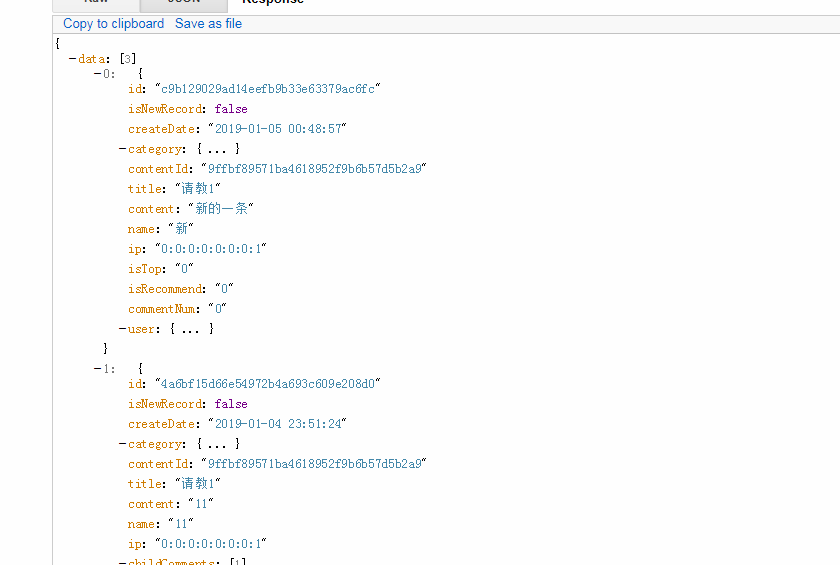 Raw JSON Response
Copy to clipboard Save as file
{
−data: [3]
−0: {
id: "c9b129029ad14eefb9b33e63379ac6fc"
isNewRecord: false
createDate: "2019-01-05 00:48:57"
−category: { ... }
contentId: "9ffbf89571ba4618952f9b6b57d5b2a9"
title: "请教1"
content: "新的一条"
name: "新"
ip: "0:0:0:0:0:0:0:1"
isTop: "0"
isRecommend: "0"
commentNum: "0"
−user: { ... }
}
−1: {
id: "4a6bf15d66e54972b4a693c609e208d0"
isNewRecord: false
createDate: "2019-01-04 23:51:24"
−category: { ... }
contentId: "9ffbf89571ba4618952f9b6b57d5b2a9"
title: "请教1"
content: "11"
name: "11"
ip: "0:0:0:0:0:0:0:1"
−childComments: [1]